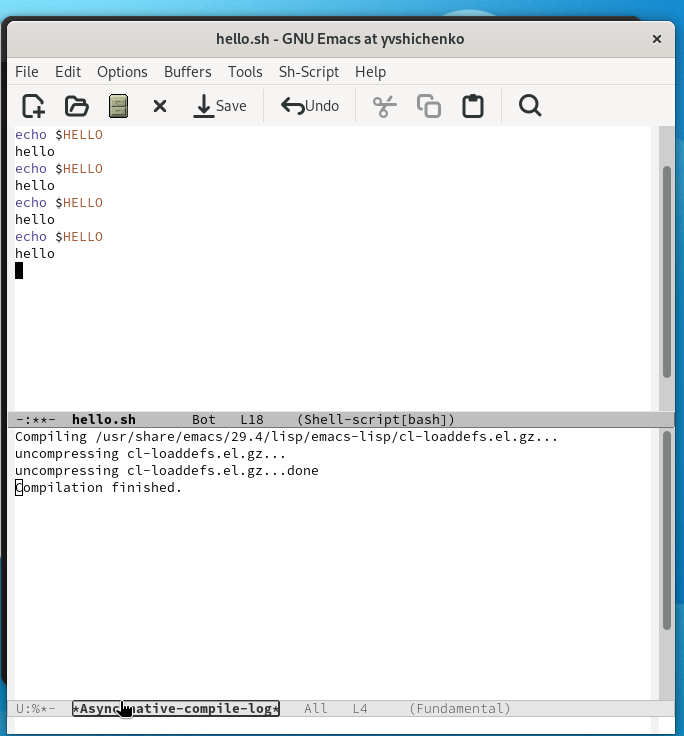 hello.sh - GNU Emacs at yvshichenko
File Edit Options Buffers Tools Sh-Script Help
Save Undo
echo $HELLO
hello
echo $HELLO
hello
echo $HELLO
hello
echo $HELLO
hello
-:**- hello.sh Bot L18 (Shell-script[bash])
Compiling /usr/share/emacs/29.4/lisp/emacs-lisp/cl-loaddefs.el.gz...
uncompressing cl-loaddefs.el.gz...
uncompressing cl-loaddefs.el.gz...done
Compilation finished.
U:%*- *Async-native-compile-log* All L4 (Fundamental)